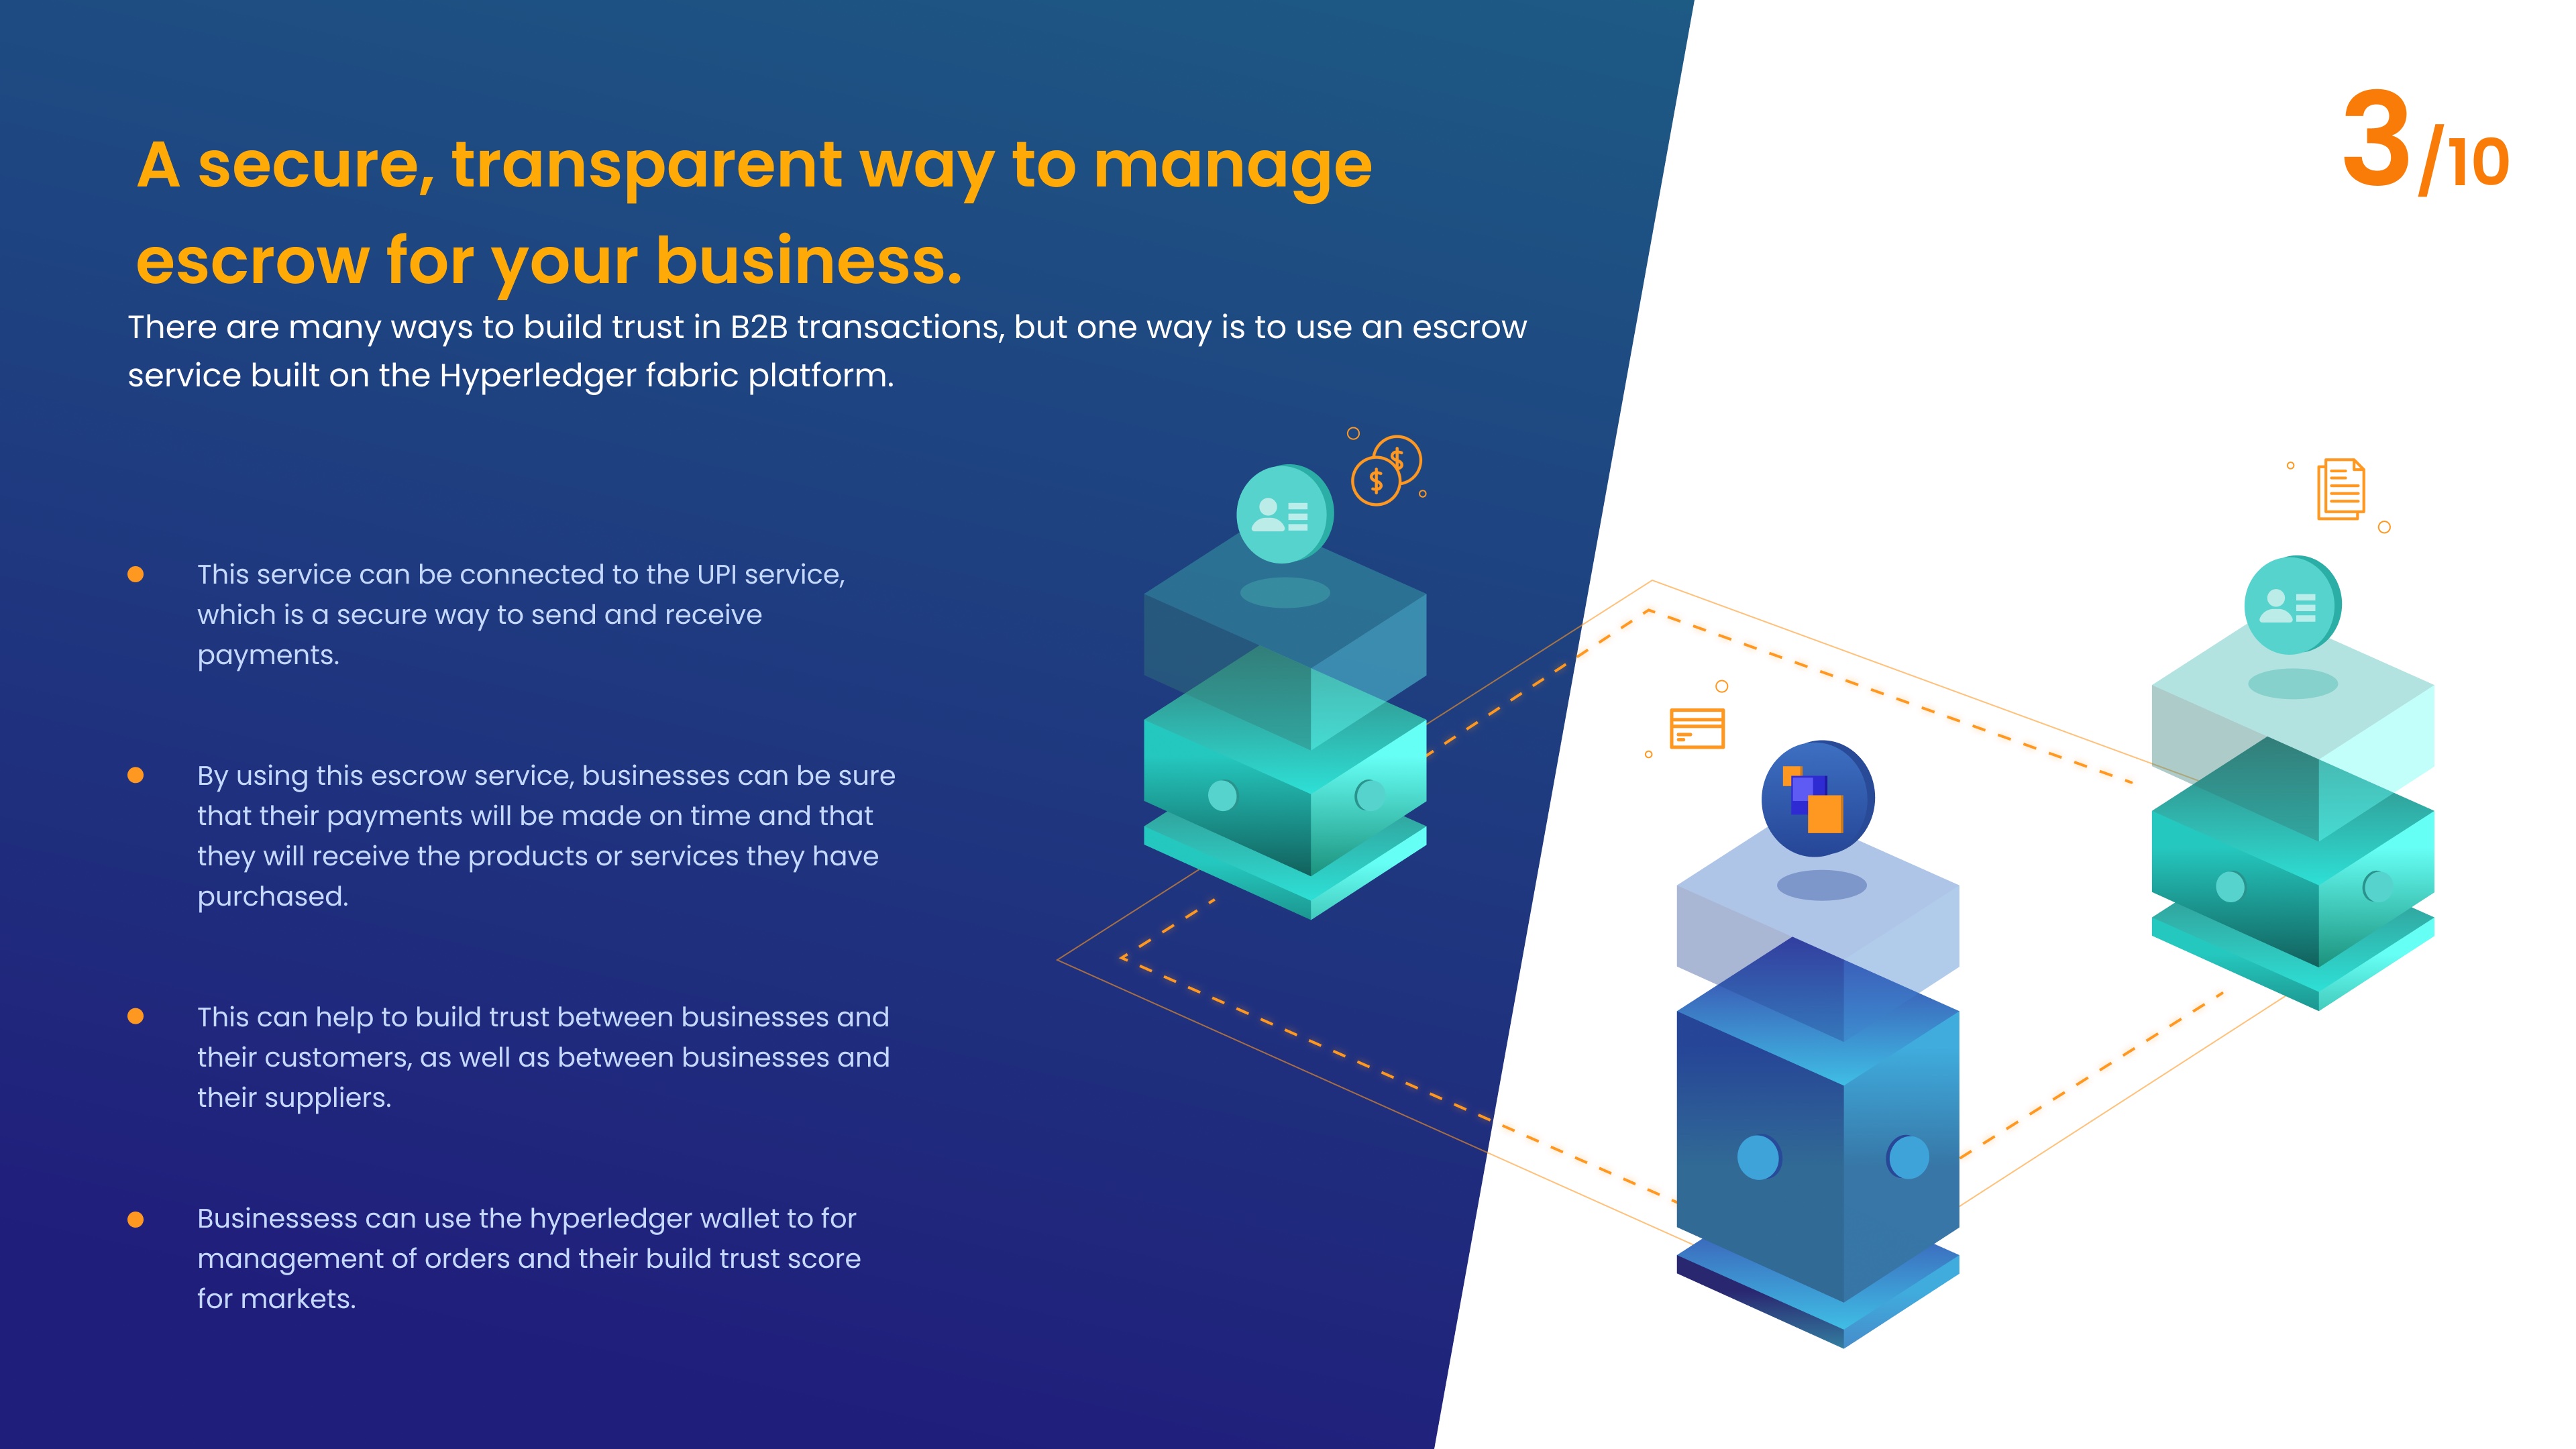 3/10
A secure, transparent way to manage
escrow for your business.
There are many ways to build trust in B2B transactions, but one way is to use an escrow
service built on the Hyperledger fabric platform.
$
$
This service can be connected to the UPI service,
which is a secure way to send and receive
payments.
By using this escrow service, businesses can be sure
that their payments will be made on time and that
they will receive the products or services they have
purchased.
This can help to build trust between businesses and
their customers, as well as between businesses and
their suppliers.
Businessess can use the hyperledger wallet to for
management of orders and their build trust score
for markets.